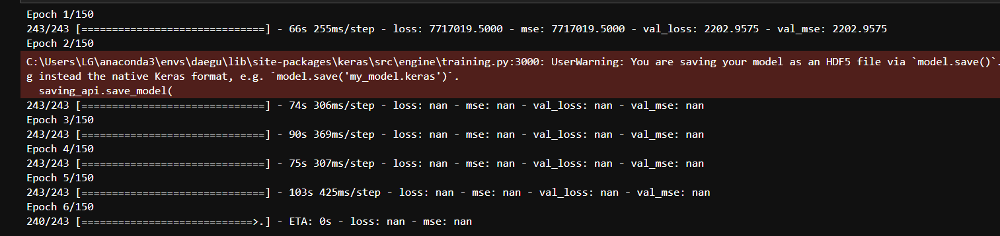 Epoch 1/150
243/243 [==============================] - 66s 255ms/step - loss: 7717019.5000 - mse: 7717019.5000 - val_loss: 2202.9575 - val_mse: 2202.9575
Epoch 2/150
C:\Users\LG\anaconda3\envs\daegu\lib\site-packages\keras\src\engine\training.py:3000: UserWarning: You are saving your model as an HDF5 file via `model.save()`.
g instead the native Keras format, e.g. `model.save('my_model.keras')`.
  saving_api.save_model(
243/243 [==============================] - 74s 306ms/step - loss: nan - mse: nan - val_loss: nan - val_mse: nan
Epoch 3/150
243/243 [==============================] - 90s 369ms/step - loss: nan - mse: nan - val_loss: nan - val_mse: nan
Epoch 4/150
243/243 [==============================] - 75s 307ms/step - loss: nan - mse: nan - val_loss: nan - val_mse: nan
Epoch 5/150
243/243 [==============================] - 103s 425ms/step - loss: nan - mse: nan - val_loss: nan - val_mse: nan
Epoch 6/150
240/243 [============================>.] - ETA: 0s - loss: nan - mse: nan